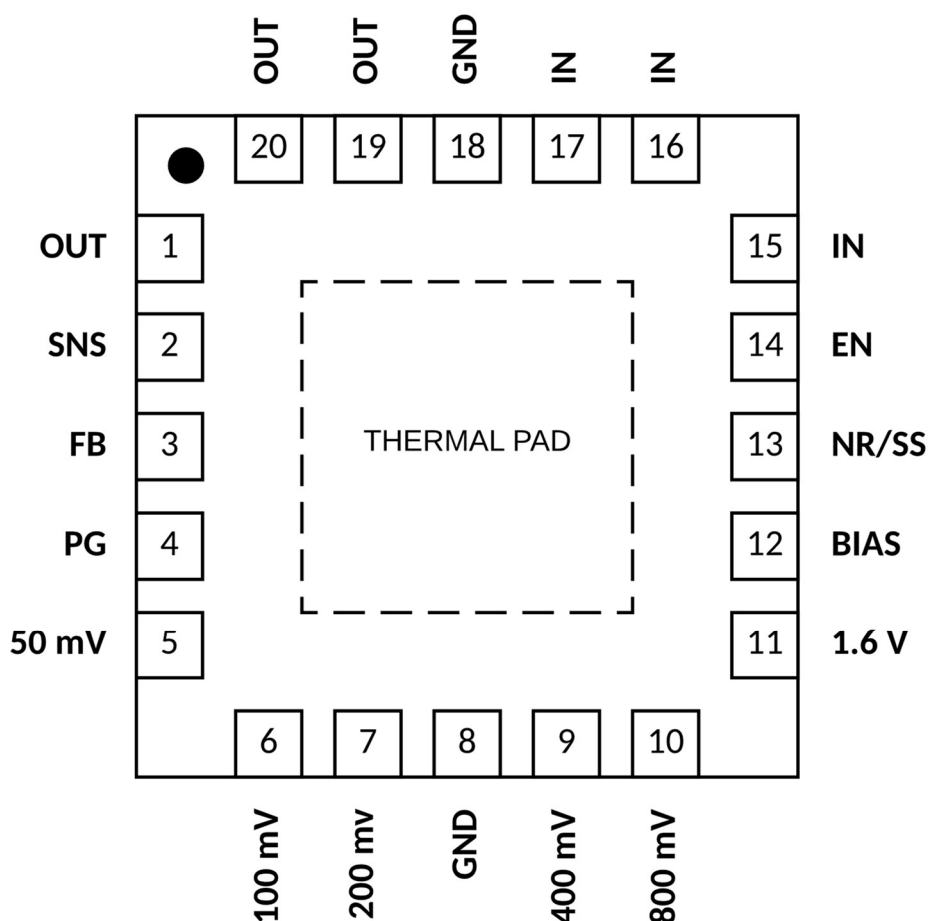 OUT
OUT
GND
IN
IN
20
19
18
17
16
OUT
1
15
IN
SNS
2
14
EN
THERMAL PAD
FB
3
13
NR/SS
PG
4
12
BIAS
50 mV
5
11
1.6 V
6
7
8
9
10
100 mV
200 mv
GND
400 mV
800 mV